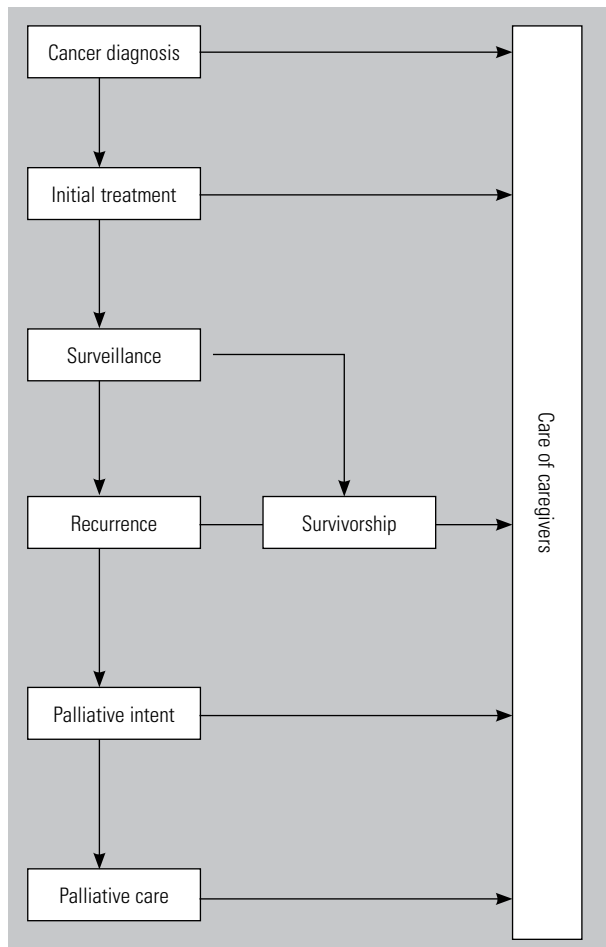 Cancer diagnosis
Initial treatment
Surveillance
Recurrence
Survivorship
Care of caregivers
Palliative intent
Palliative care